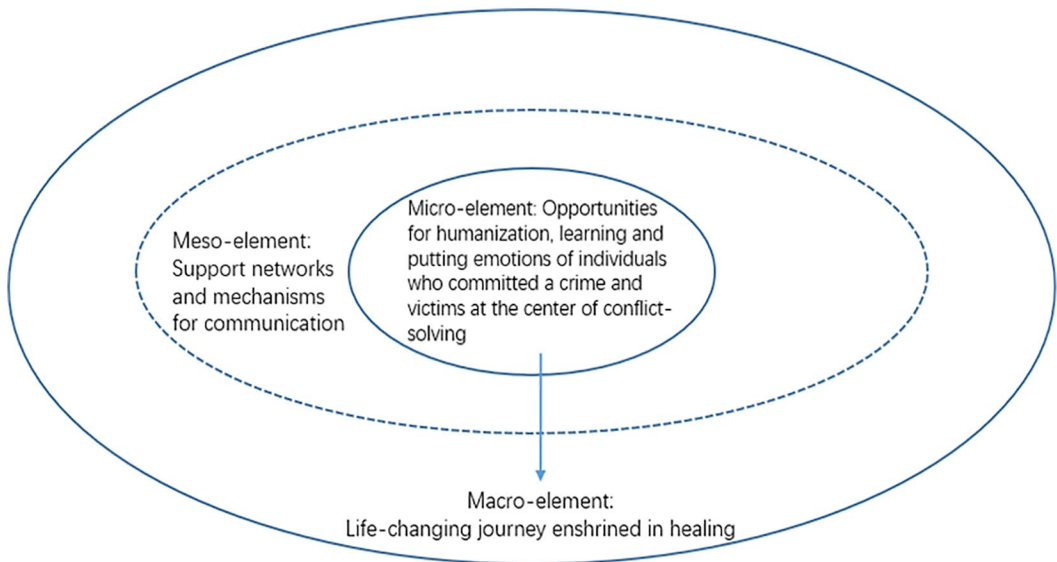 Micro-element: Opportunities
for humanization, learning and
putting emotions of individuals
who committed a crime and
victims at the center of conflict-
solving
Meso-element:
Support networks
and mechanisms
for communication
Macro-element:
Life-changing journey enshrined in healing